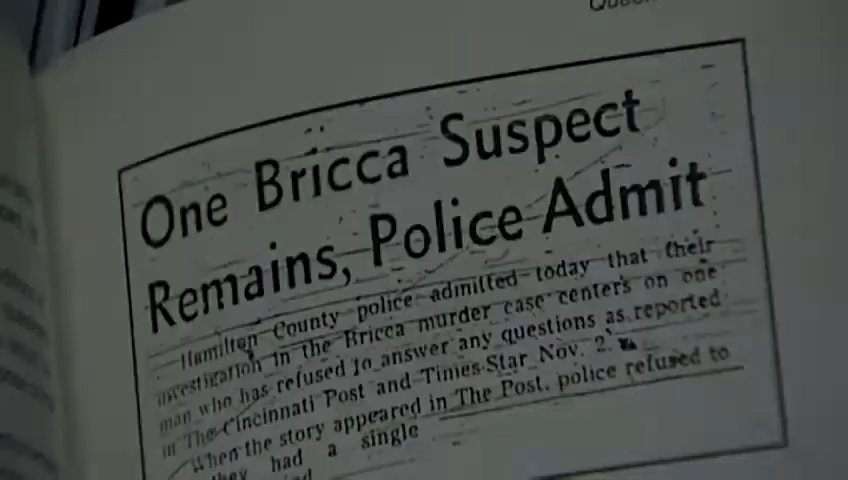 One Bricca Suspect
Remains, Police Admit
Hamilton County police admitted today that their
investigation in the Bricca murder case centers on one
man who has refused to answer any questions as reported
in The Cincinnati Post and Times-Star Nov. 2.
When the story appeared in The Post, police refused to
they had a single